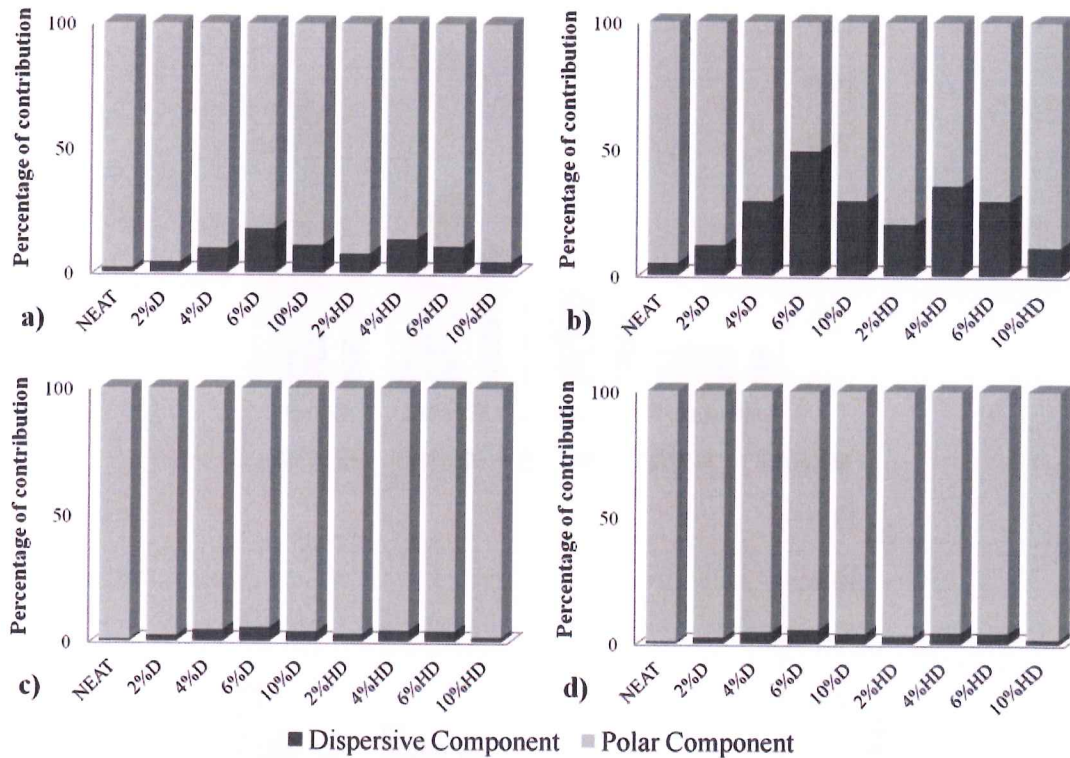 Percentage of contribution
100
50
0
NEAT
2%D
4%D
6%D
10%D
2%HD
4%HD
6%HD
10%HD
a)
Percentage of contribution
100
50
0
NEAT
2%D
4%D
6%D
10%D
2%HD
4%HD
6%HD
10%HD
b)
Percentage of contribution
100
50
0
NEAT
2%D
4%D
6%D
10%D
2%HD
4%HD
6%HD
10%HD
c)
Percentage of contribution
100
50
0
NEAT
2%D
4%D
6%D
10%D
2%HD
4%HD
6%HD
10%HD
d)
Dispersive Component Polar Component